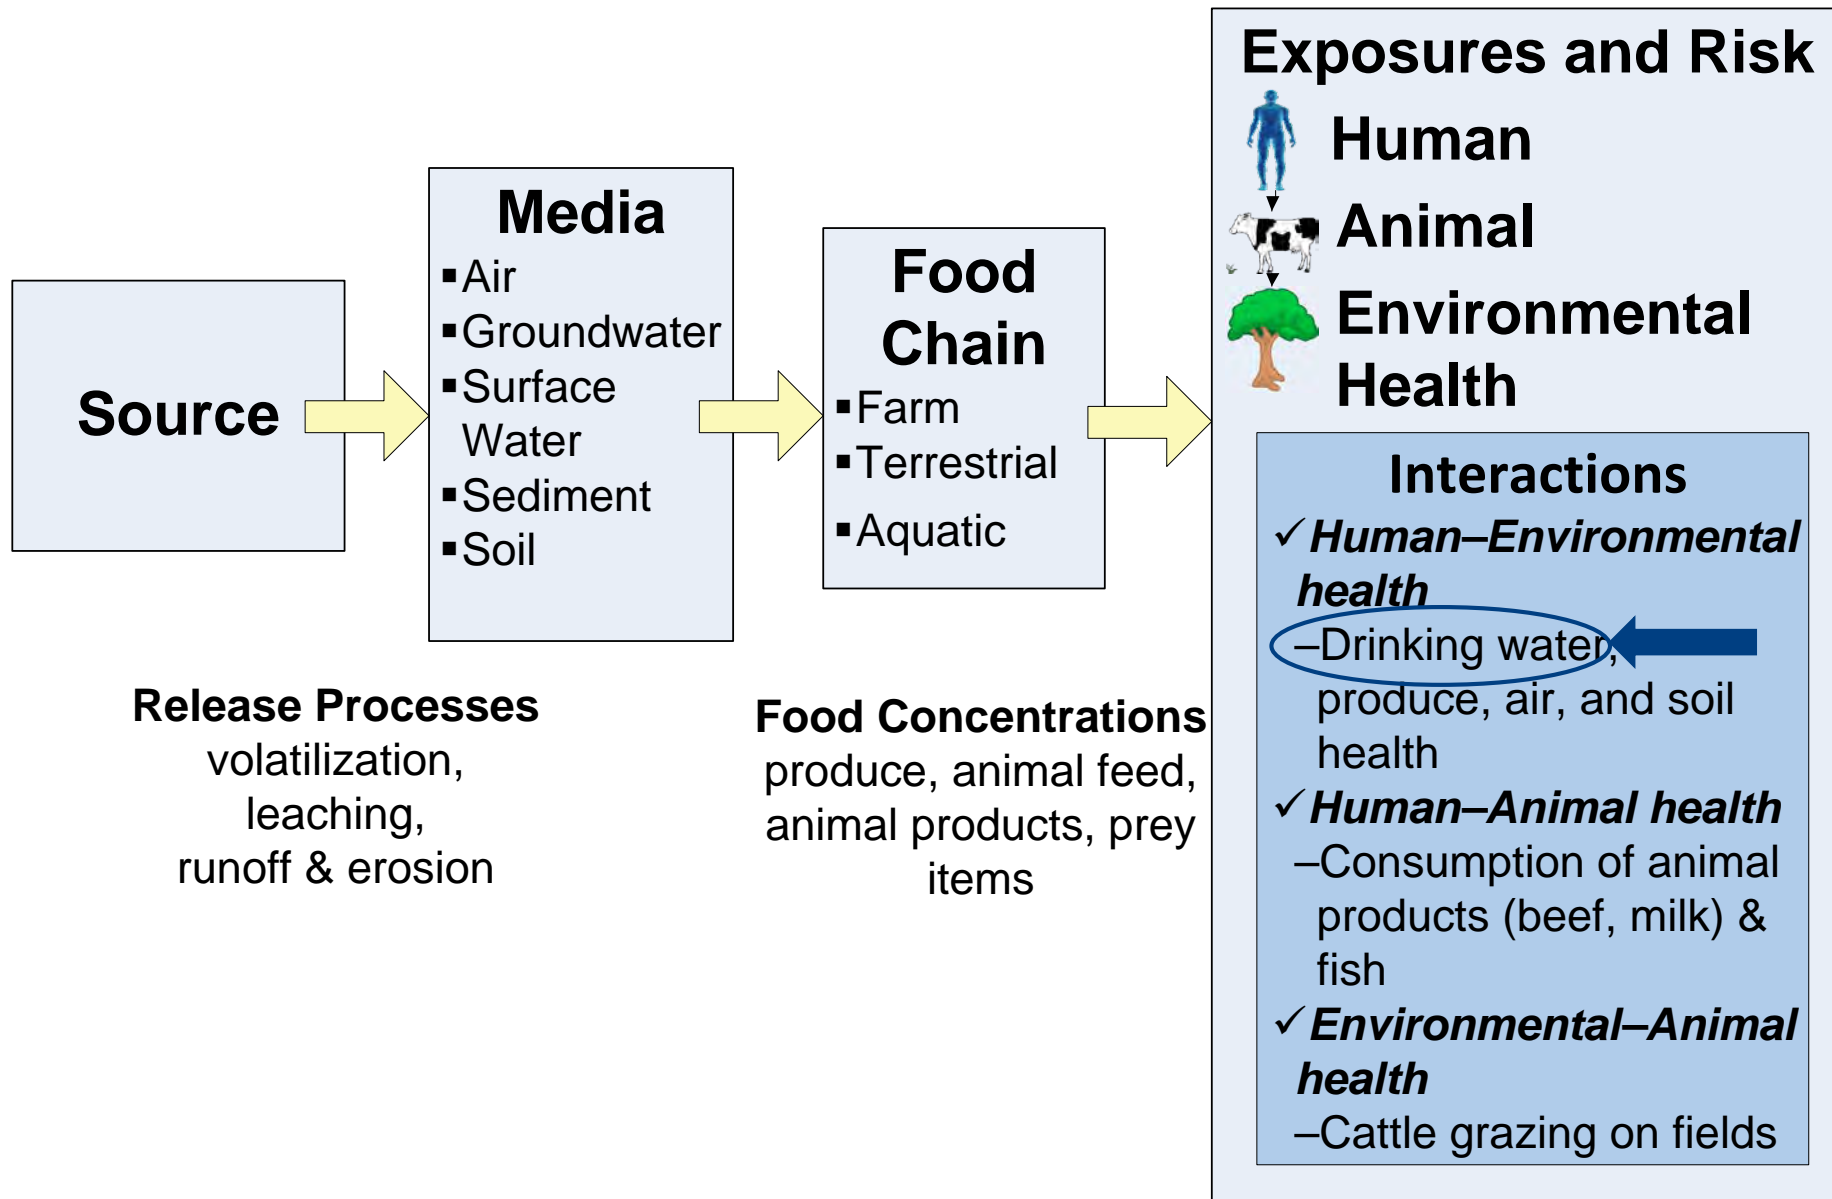 Source
Release Processes
volatilization,
leaching,
runoff & erosion
Media
▪Air
▪Groundwater
▪Surface
Water
▪Sediment
▪Soil
Food
Chain
▪Farm
▪Terrestrial
▪Aquatic
Food Concentrations
produce, animal feed,
animal products, prey
items
Exposures and Risk
Human
Animal
Environmental
Health
Interactions
✓Human–Environmental
health
–Drinking water,
produce, air, and soil
health
✓Human–Animal health
–Consumption of animal
products (beef, milk) &
fish
✓Environmental–Animal
health
–Cattle grazing on fields